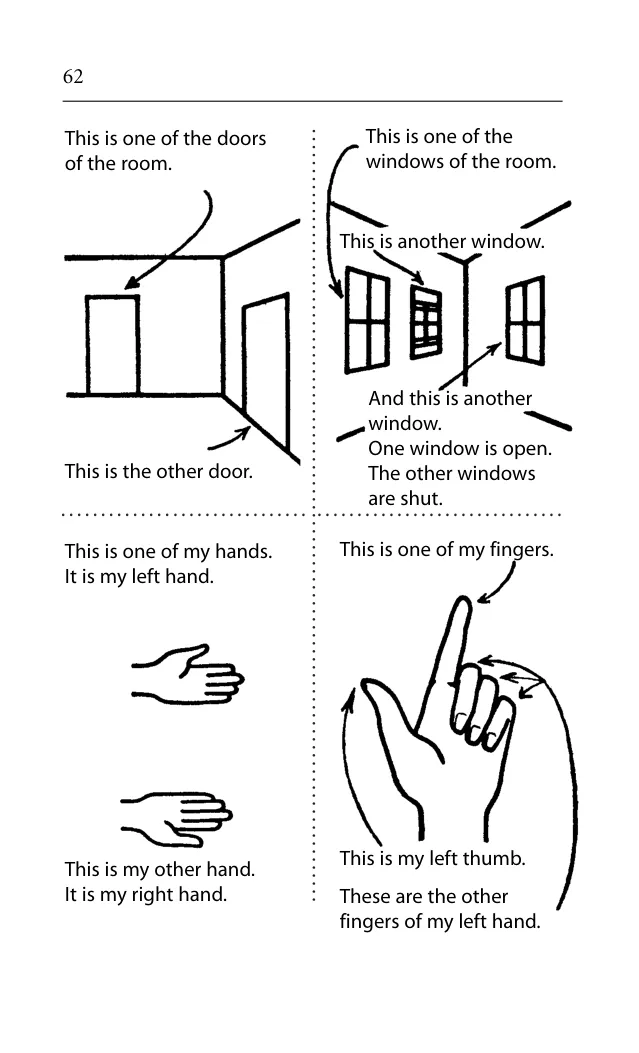 62
This is one of the doors
of the room.
This is the other door.
This is one of the
windows of the room.
This is another window.
And this is another
window.
One window is open.
The other windows
are shut.
This is one of my hands.
It is my left hand.
This is my other hand.
It is my right hand.
This is one of my fingers.
This is my left thumb.
These are the other
fingers of my left hand.